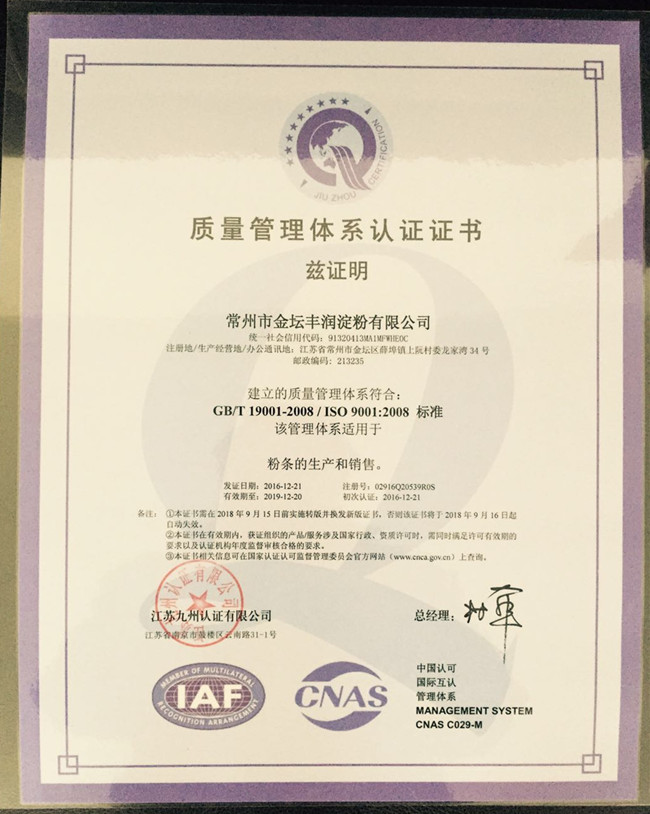 CERTIFICATION
JIU ZHOU
质量管理体系认证证书
兹证明
常州市金坛丰润淀粉有限公司
统一社会信用代码：91320413MA1MFWHE0C
注册地/生产经营地/办公通讯地：江苏省常州市金坛区薛埠镇上阮村委龙家湾 34 号
邮政编码：213235
建立的质量管理体系符合：
GB/T 19001-2008 / ISO 9001:2008 标准
该管理体系适用于
粉条的生产和销售。
发证日期：2016-12-21 注册号：02916Q20539R0S
有效期至：2019-12-20 初次认证：2016-12-21
备注： ①本证书需在 2018 年 9 月 15 日前实施转版并换发新版证书，否则该证书将于 2018 年 9 月 16 日起
自动失效。
②本证书在有效期内，获证组织的产品/服务涉及国家行政、资质许可时，需同时满足许可有效期的
要求以及认证机构年度监督审核合格的要求。
③本证书相关信息可在国家认证认可监督管理委员会官方网站（www.cnca.gov.cn）上查询。
江苏九州认证有限公司 总经理：
江苏省南京市鼓楼区云南路31-1号
MEMBER OF MULTILATERAL
IAF
RECOGNITION ARRANGEMENT
CNAS
中国认可
国际互认
管理体系
MANAGEMENT SYSTEM
CNAS C029-M